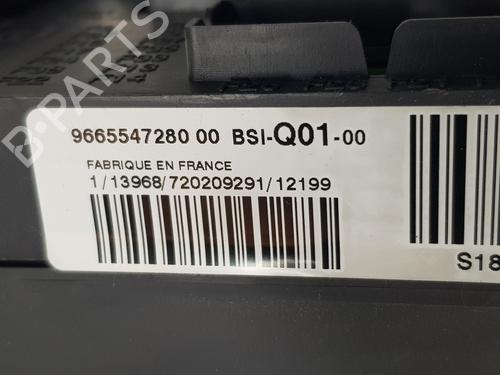 9665547280 00 BSI-Q01-00
FABRIQUE EN FRANCE
1/13968/720209291/12199
S18
B-PARTS